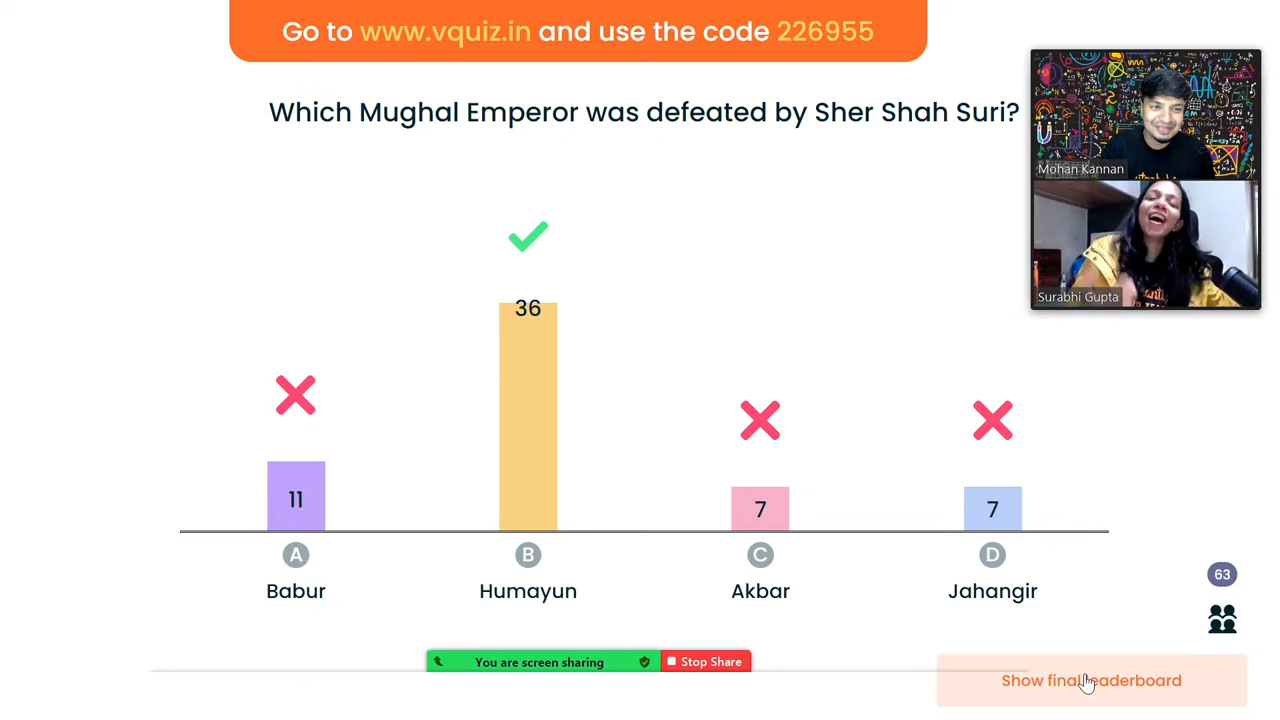 Go to www.vquiz.in and use the code 226955
Which Mughal Emperor was defeated by Sher Shah Suri?
Mohan Kannan
Surabhi Gupta
36
11
7
7
A
B
C
D
Babur
Humayun
Akbar
Jahangir
63
You are screen sharing
Stop Share
Show final leaderboard